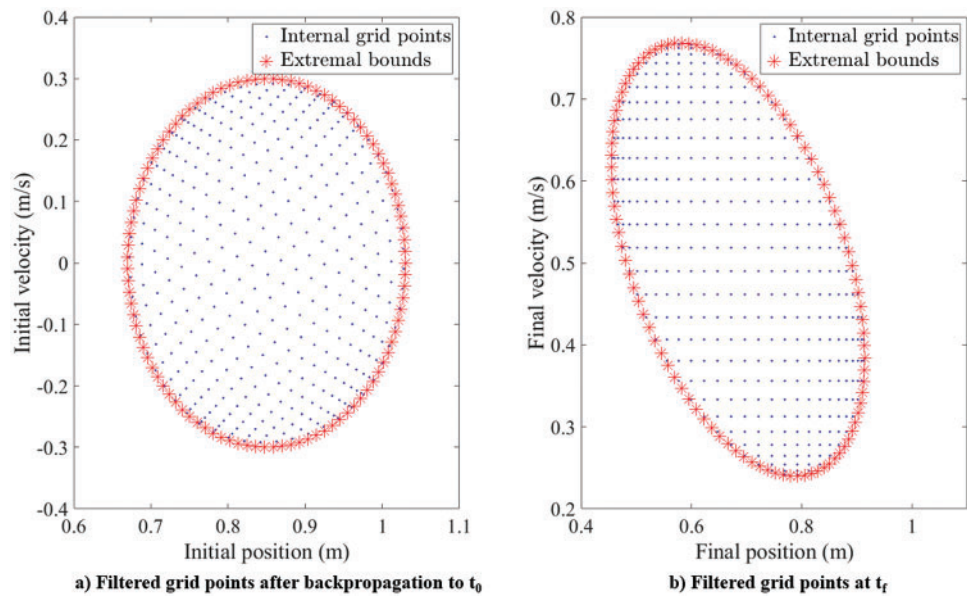 0.4
0.3
0.2
0.1
0
-0.1
-0.2
-0.3
-0.4
Initial velocity (m/s)
Internal grid points
Extremal bounds
0.6 0.7 0.8 0.9 1 1.1
Initial position (m)
a) Filtered grid points after backpropagation to t₀
0.8
0.7
0.6
0.5
0.4
0.3
0.2
Final velocity (m/s)
Internal grid points
Extremal bounds
0.4 0.6 0.8 1
Final position (m)
b) Filtered grid points at t_f